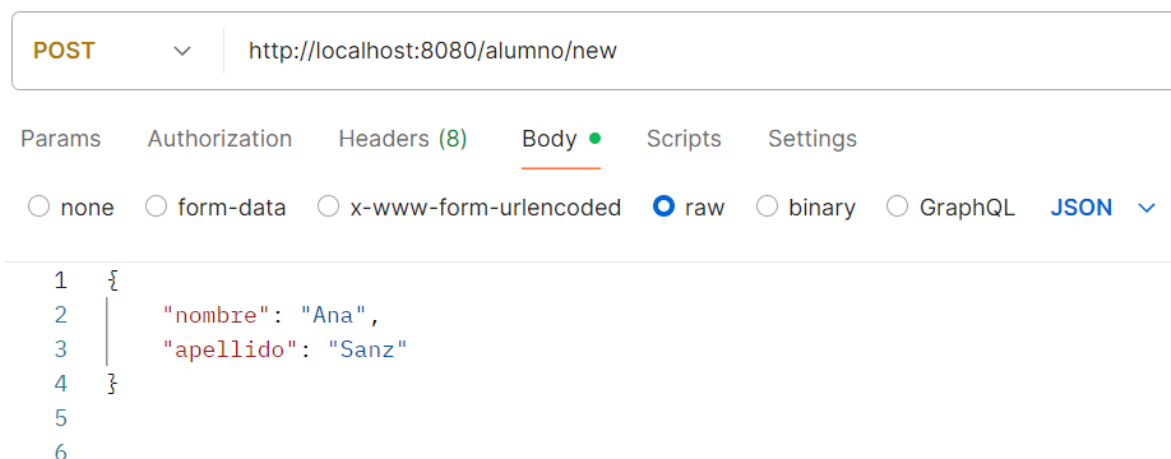 POST http://localhost:8080/alumno/new
Params Authorization Headers (8) Body Scripts Settings
none form-data x-www-form-urlencoded raw binary GraphQL JSON
1 {
2 "nombre": "Ana",
3 "apellido": "Sanz"
4 }
5
6